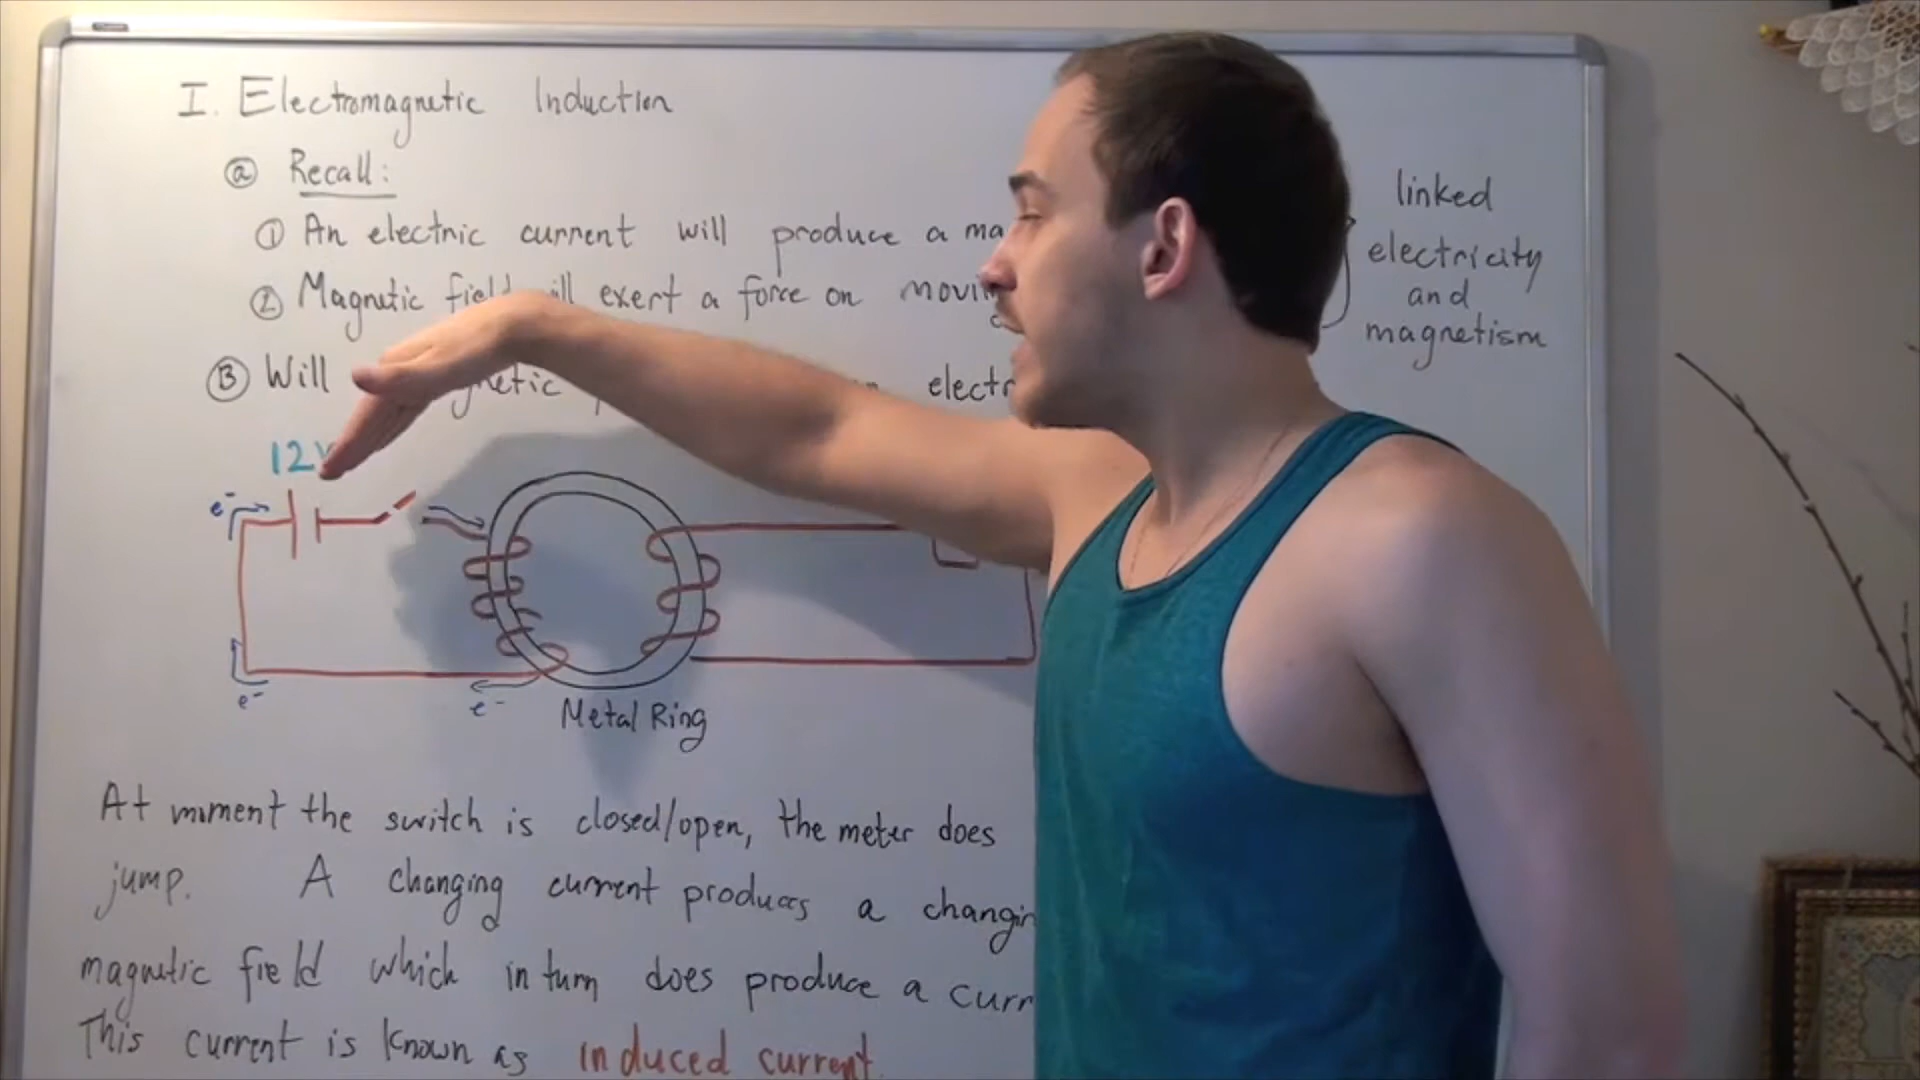 I. Electromagnetic Induction
ⓐ Recall:
① An electric current will produce a ma
② Magnetic field will exert a force on movin
linked
electricity
and
magnetism
Ⓑ Will electr
12V
e-
e-
e-
Metal Ring
At moment the switch is closed/open, the meter does
jump. A changing current produces a changin
magnetic field which in turn does produce a curr
This current is known as induced current.